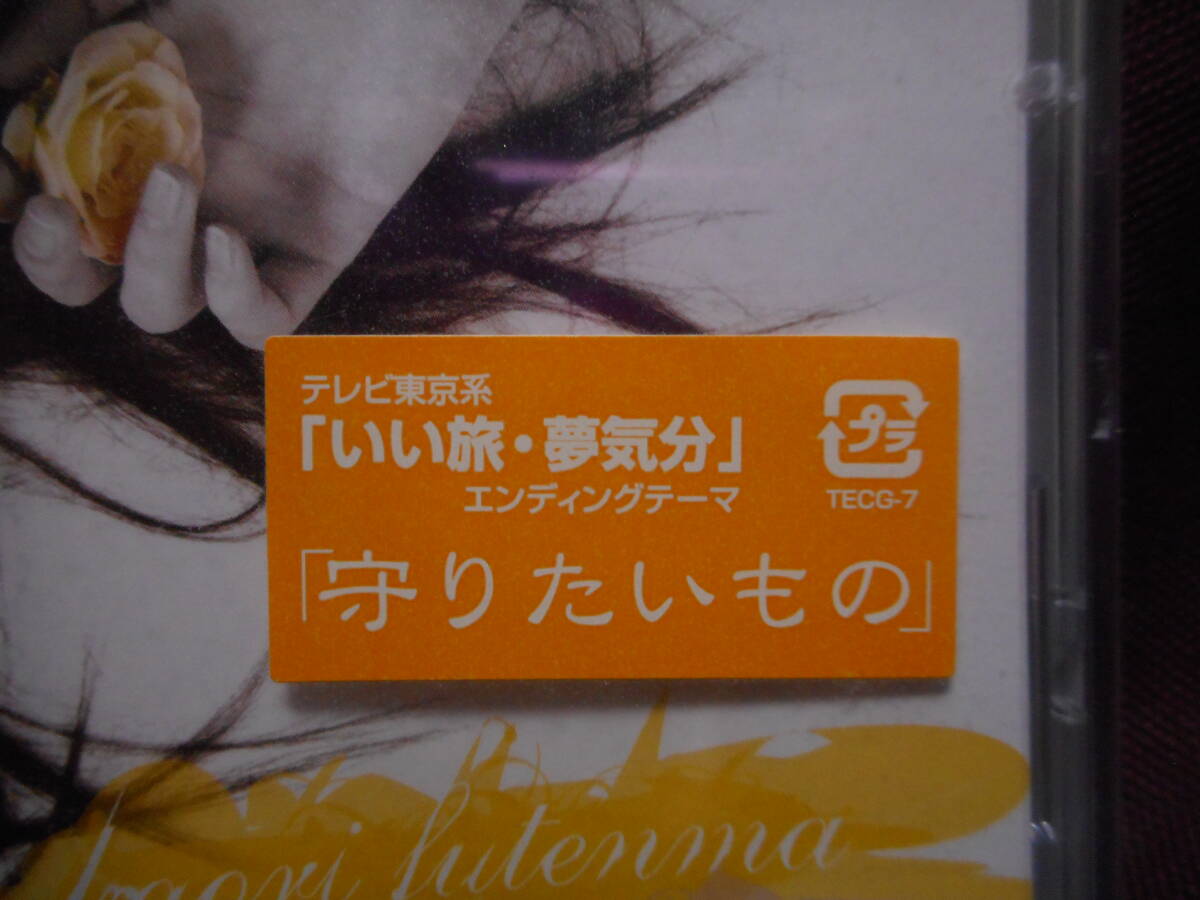 テレビ東京系
「いい旅・夢気分」
エンディングテーマ
プラ
TECG-7
「守りたいもの」
futenma